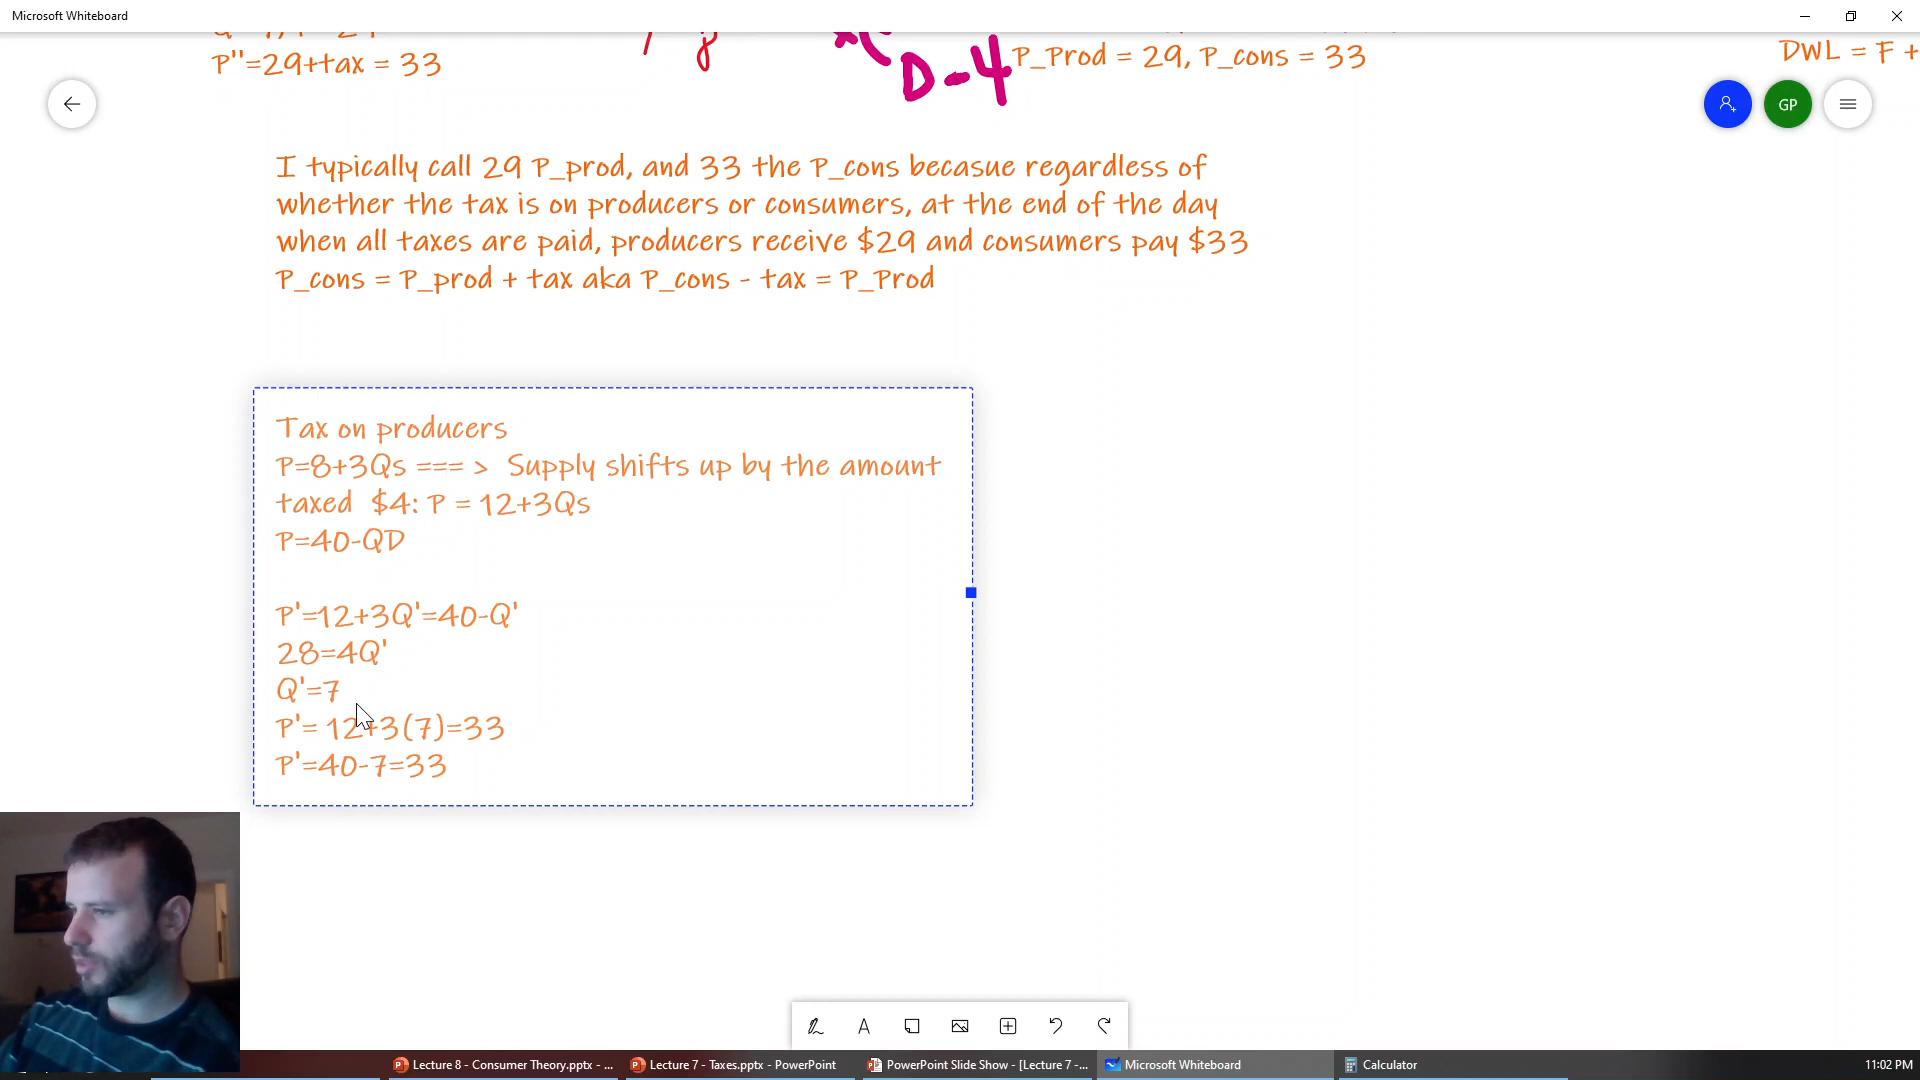 Microsoft Whiteboard
P''=29+tax = 33
D-4
P_Prod = 29, P_cons = 33
DWL = F +
GP
I typically call 29 P_prod, and 33 the P_cons becasue regardless of
whether the tax is on producers or consumers, at the end of the day
when all taxes are paid, producers receive $29 and consumers pay $33
P_cons = P_prod + tax aka P_cons - tax = P_Prod
Tax on producers
P=8+3Qs === > Supply shifts up by the amount
taxed $4: P = 12+3Qs
P=40-QD
P'=12+3Q'=40-Q'
28=4Q'
Q'=7
P'= 12+3(7)=33
P'=40-7=33
Lecture 8 - Consumer Theory.pptx - ...
Lecture 7 - Taxes.pptx - PowerPoint
PowerPoint Slide Show - [Lecture 7 -...
Microsoft Whiteboard
Calculator
11:02 PM